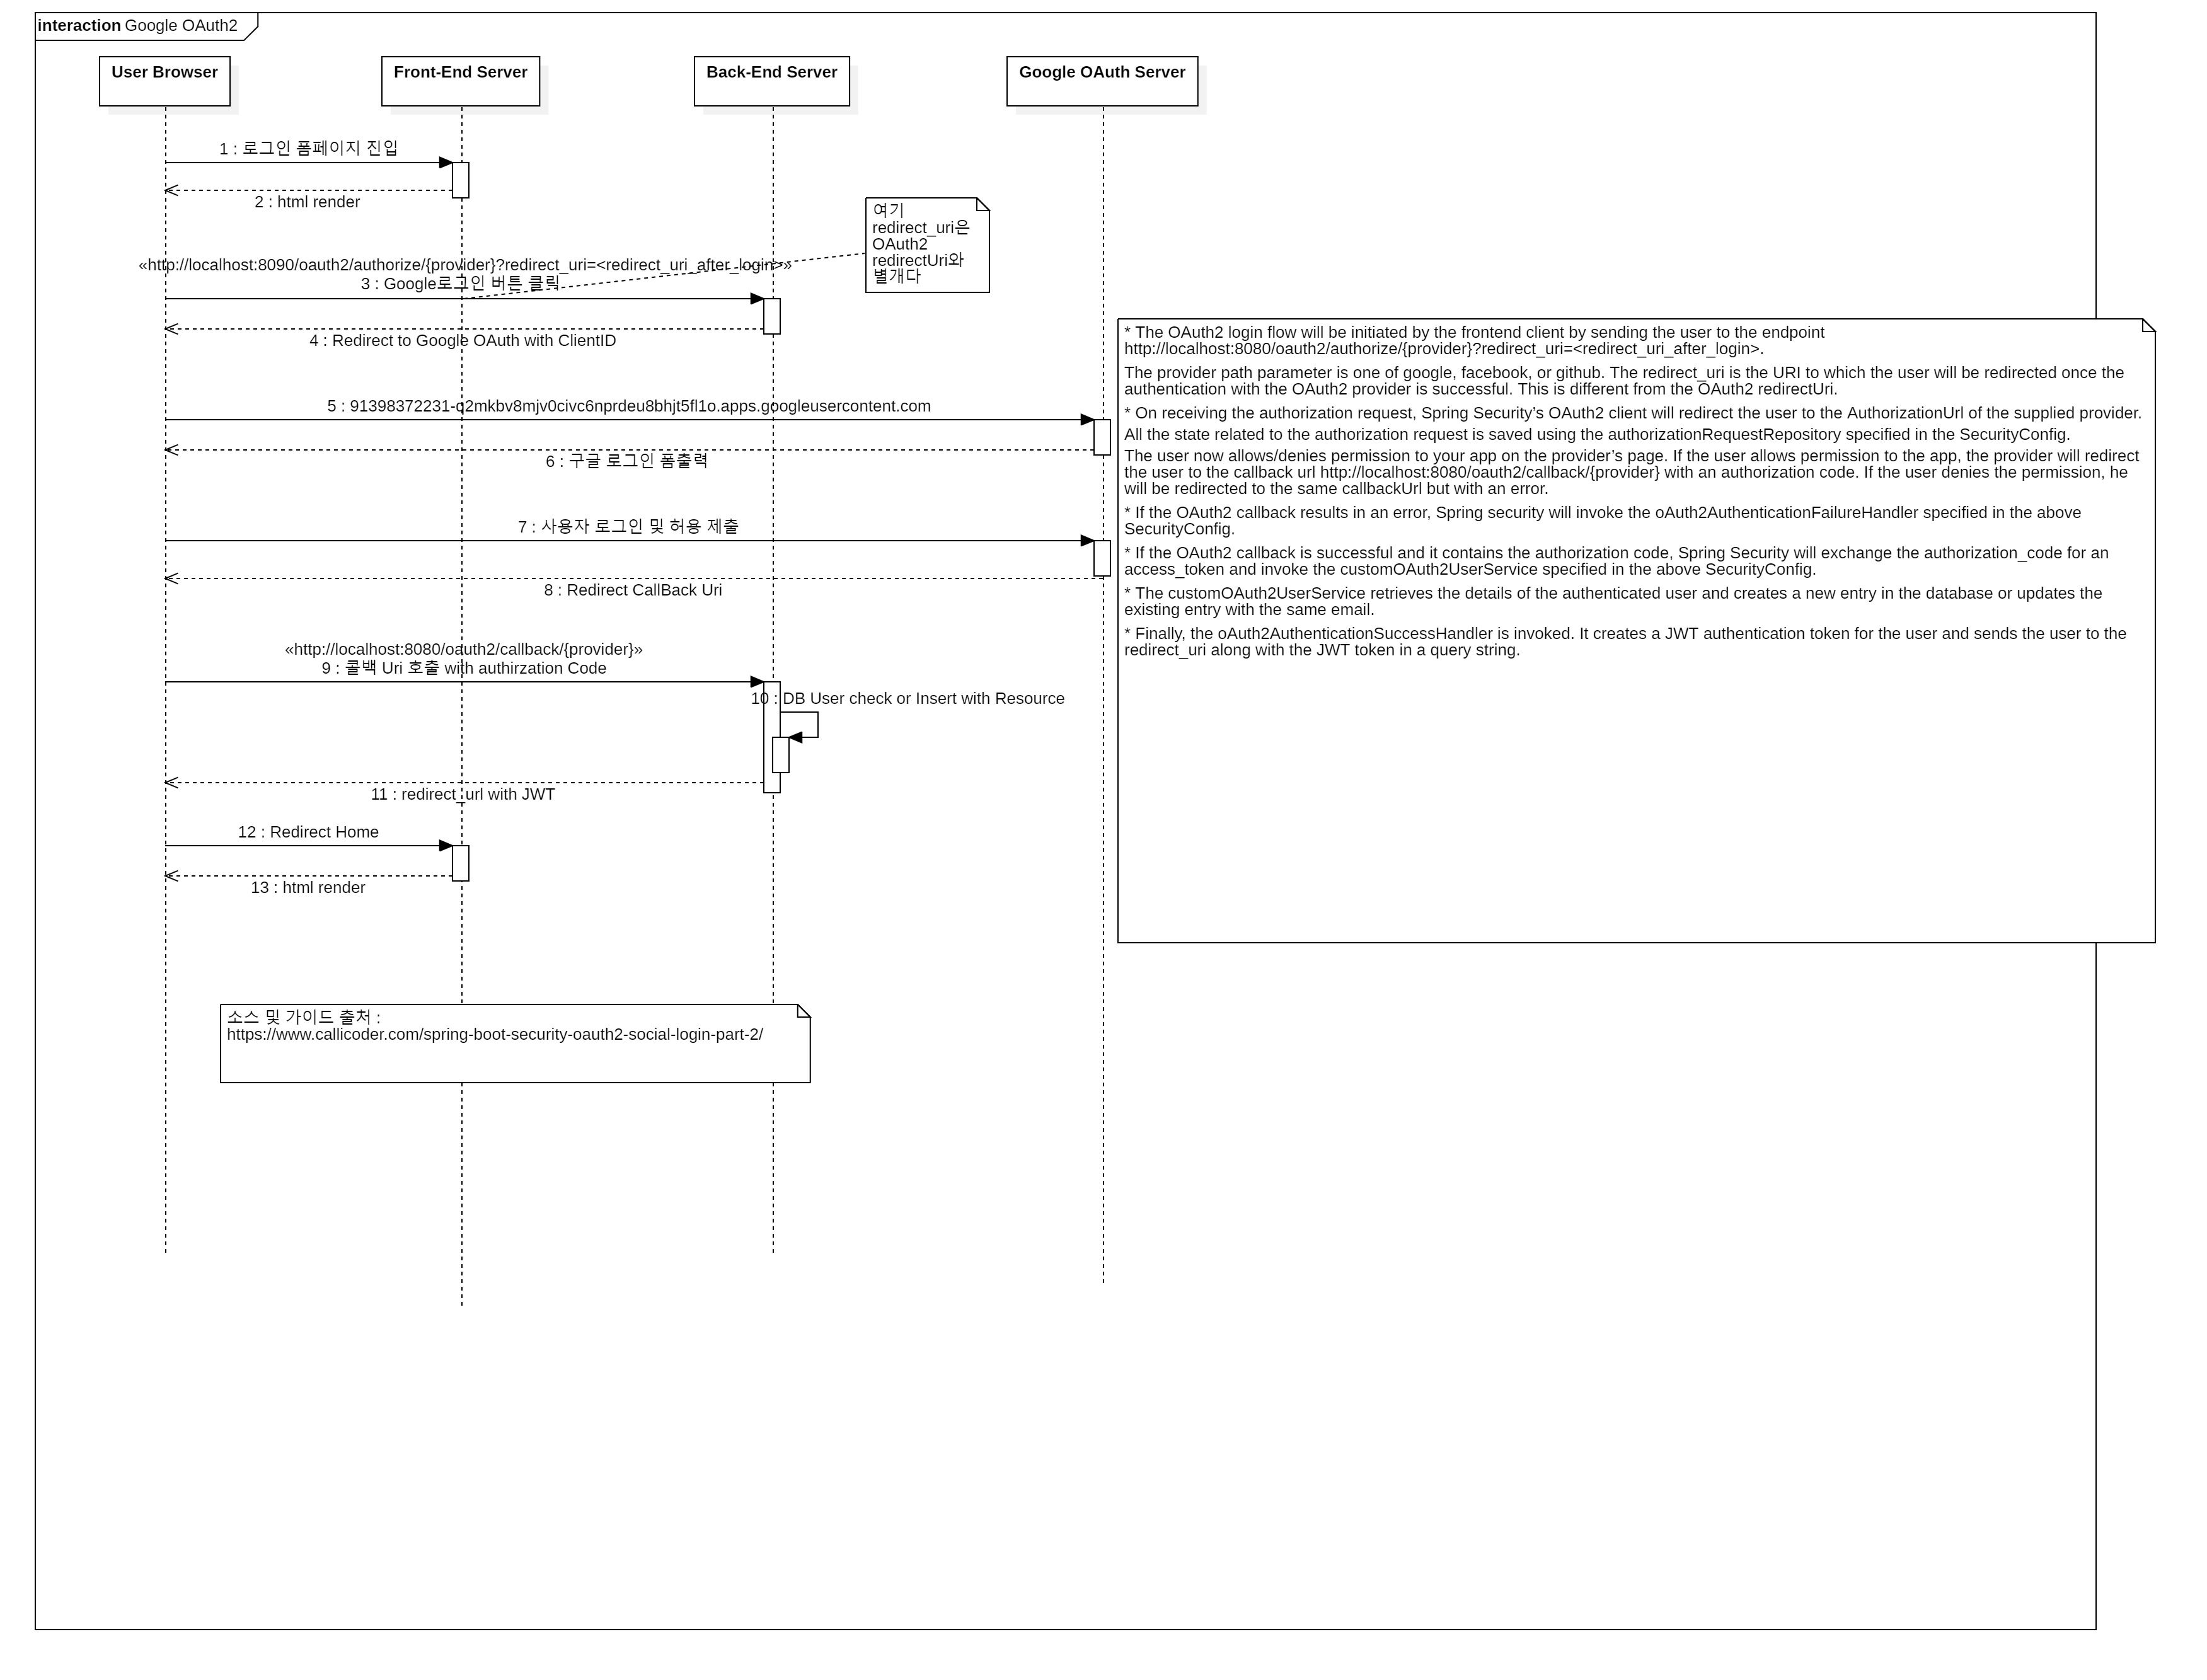 interaction Google OAuth2
User Browser
Front-End Server
Back-End Server
Google OAuth Server
1 : 로그인 폼페이지 진입
2 : html render
여기
redirect_uri은
OAuth2
redirectUri와
별개다
«http://localhost:8090/oauth2/authorize/{provider}?redirect_uri=<redirect_uri_after_login>»
3 : Google로그인 버튼 클릭
4 : Redirect to Google OAuth with ClientID
5 : 91398372231-q2mkbv8mjv0civc6nprdeu8bhjt5fl1o.apps.googleusercontent.com
6 : 구글 로그인 폼출력
7 : 사용자 로그인 및 허용 제출
8 : Redirect CallBack Uri
«http://localhost:8080/oauth2/callback/{provider}»
9 : 콜백 Uri 호출 with authirzation Code
10 : DB User check or Insert with Resource
11 : redirect_url with JWT
12 : Redirect Home
13 : html render
* The OAuth2 login flow will be initiated by the frontend client by sending the user to the endpoint
http://localhost:8080/oauth2/authorize/{provider}?redirect_uri=<redirect_uri_after_login>.
The provider path parameter is one of google, facebook, or github. The redirect_uri is the URI to which the user will be redirected once the
authentication with the OAuth2 provider is successful. This is different from the OAuth2 redirectUri.
* On receiving the authorization request, Spring Security’s OAuth2 client will redirect the user to the AuthorizationUrl of the supplied provider.
All the state related to the authorization request is saved using the authorizationRequestRepository specified in the SecurityConfig.
The user now allows/denies permission to your app on the provider’s page. If the user allows permission to the app, the provider will redirect
the user to the callback url http://localhost:8080/oauth2/callback/{provider} with an authorization code. If the user denies the permission, he
will be redirected to the same callbackUrl but with an error.
* If the OAuth2 callback results in an error, Spring security will invoke the oAuth2AuthenticationFailureHandler specified in the above
SecurityConfig.
* If the OAuth2 callback is successful and it contains the authorization code, Spring Security will exchange the authorization_code for an
access_token and invoke the customOAuth2UserService specified in the above SecurityConfig.
* The customOAuth2UserService retrieves the details of the authenticated user and creates a new entry in the database or updates the
existing entry with the same email.
* Finally, the oAuth2AuthenticationSuccessHandler is invoked. It creates a JWT authentication token for the user and sends the user to the
redirect_uri along with the JWT token in a query string.
소스 및 가이드 출처 :
https://www.callicoder.com/spring-boot-security-oauth2-social-login-part-2/